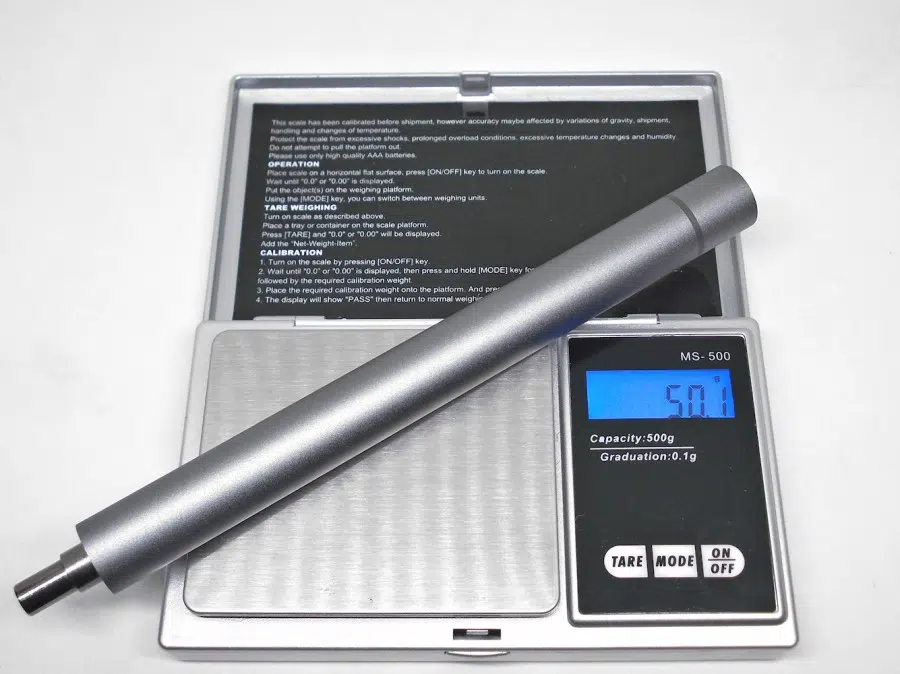 This scale has been calibrated before shipment, however accuracy maybe affected by variations of gravity, shipment,
handling and changes of temperature.
Protect the scale from excessive shocks, prolonged overload conditions, excessive temperature changes and humidity.
Do not attempt to pull the platform out.
Please use only high quality AAA batteries.
OPERATION
Place scale on a horizontal flat surface, press [ON/OFF] key to turn on the scale.
Wait until "0.0" or "0.00" is displayed.
Put the object(s) on the weighing platform.
Using the [MODE] key, you can switch between weighing units.
TARE WEIGHING
Turn on scale as described above.
Place a tray or container on the scale platform.
Press [TARE] and "0.0" or "0.00" will be displayed.
Add the "Net-Weight-Item".
CALIBRATION
1. Turn on the scale by pressing [ON/OFF] key.
2. Wait until "0.0" or "0.00" is displayed, then press and hold [MODE] key
followed by the required calibration weight.
3. Place the required calibration weight onto the platform. And
4. The display will show "PASS" then return to normal
MS-500
50.1
Capacity:500g
Graduation:0.1g
TARE MODE ON
OFF